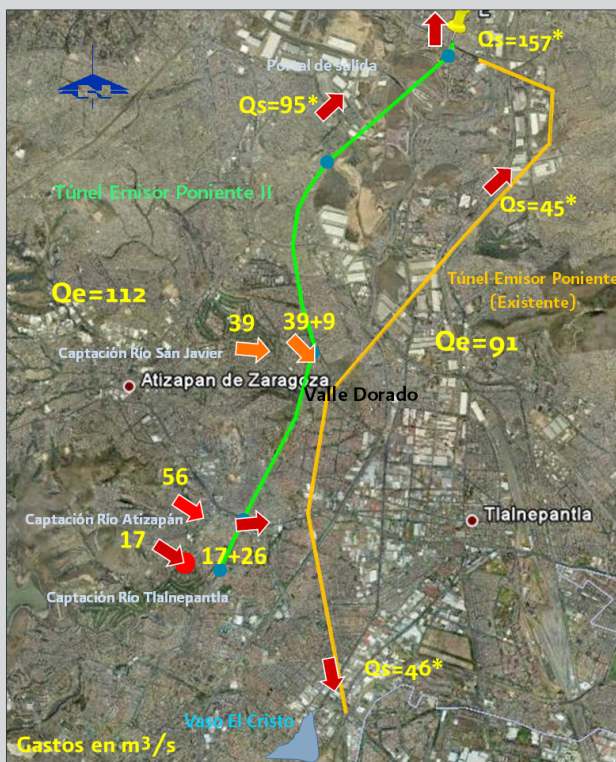 E
Qs=157*
Portal de salida
Qs=95*
Túnel Emisor Poniente II
Qs=45*
Túnel Emisor Poniente
(Existente)
Qe=112
39
39+9
Qe=91
Captación Río San Javier
Atizapan de Zaragoza
Valle Dorado
56
Captación Río Atizapán
Tlalnepantla
17
17+26
Captación Río Tlalnepantla
Qs=46*
Vaso El Cristo
Gastos en m3/s